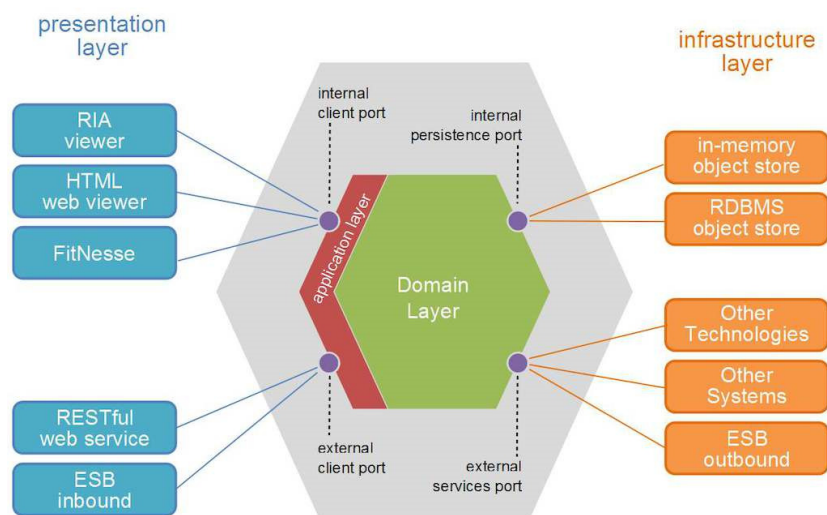 presentation
layer
RIA
viewer
HTML
web viewer
FitNesse
RESTful
web service
ESB
inbound
internal
client port
internal
persistence port
application layer
Domain
Layer
external
client port
external
services port
infrastructure
layer
in-memory
object store
RDBMS
object store
Other
Technologies
Other
Systems
ESB
outbound